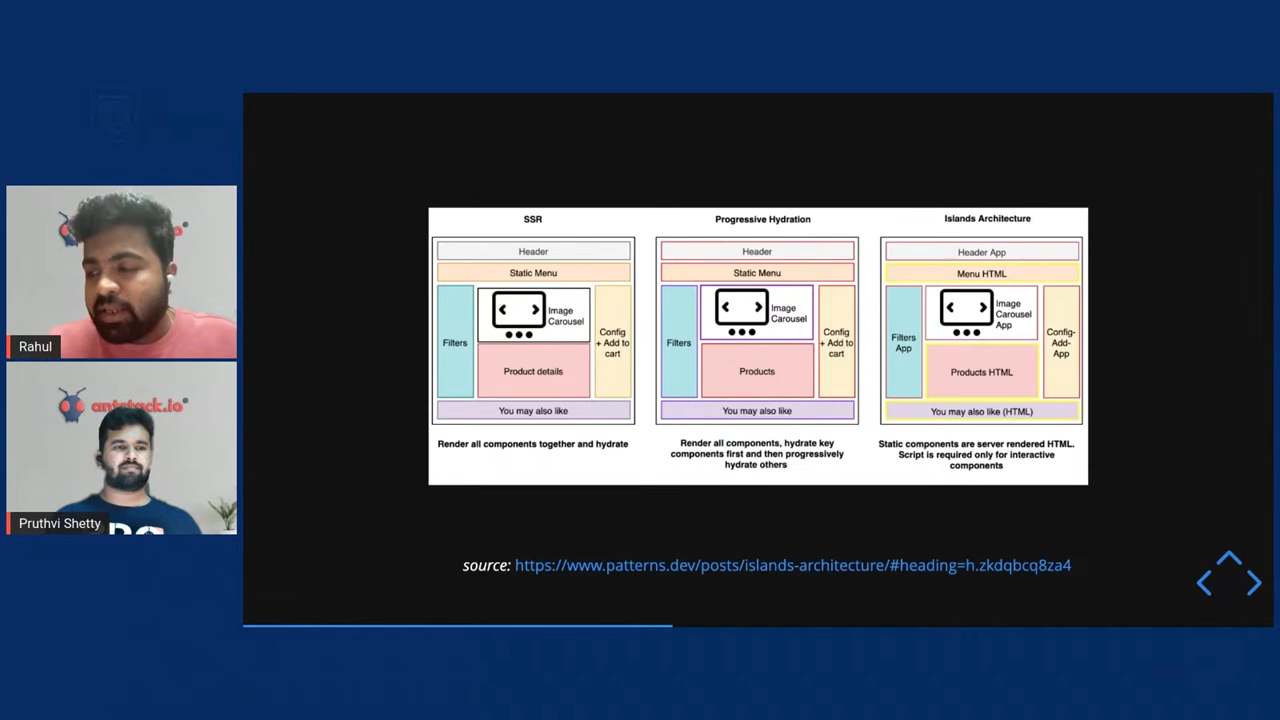 Rahul
antstack.io
Pruthvi Shetty
SSR
Header
Static Menu
Filters
Image
Carousel
Config
+ Add to
cart
Product details
You may also like
Render all components together and hydrate
Progressive Hydration
Header
Static Menu
Filters
Image
Carousel
Config
+ Add to
cart
Products
You may also like
Render all components, hydrate key
components first and then progressively
hydrate others
Islands Architecture
Header App
Menu HTML
Filters
App
Image
Carousel
App
Config-
Add-
App
Products HTML
You may also like (HTML)
Static components are server rendered HTML.
Script is required only for interactive
components
source: https://www.patterns.dev/posts/islands-architecture/#heading=h.zkdqbcq8za4